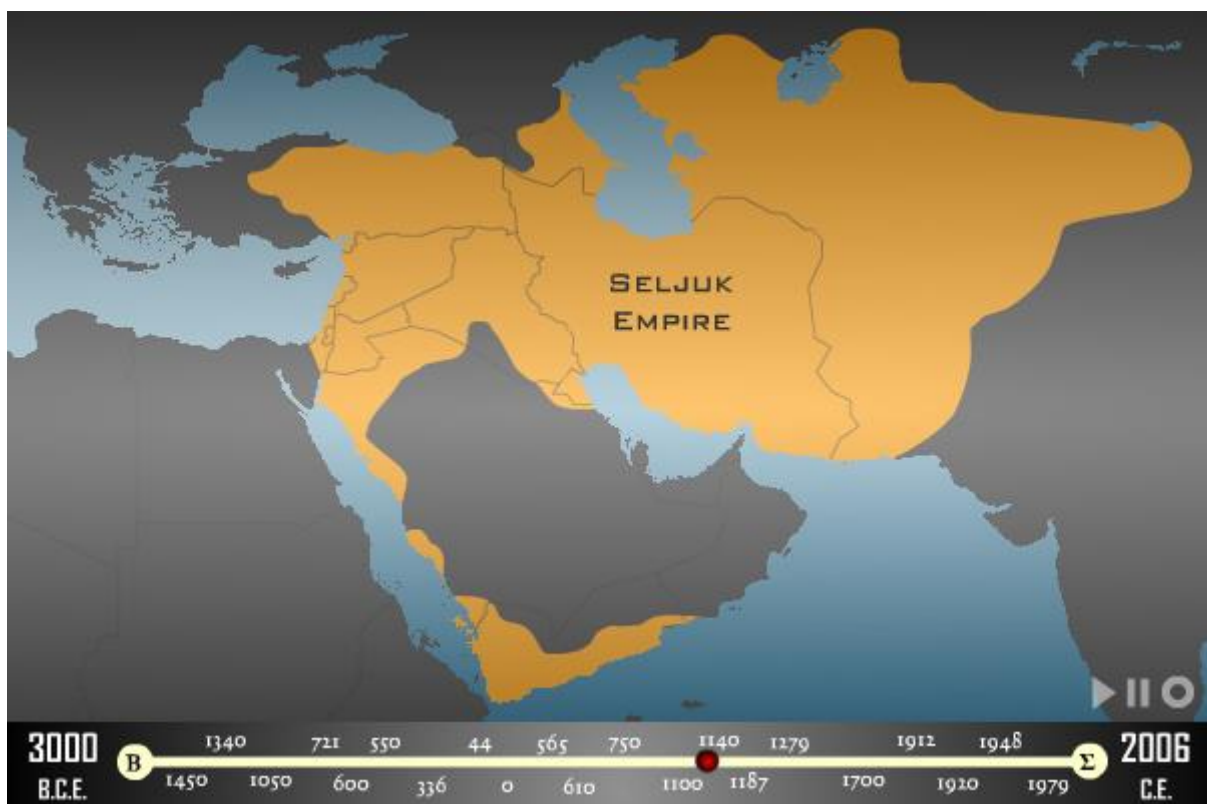 SELJUK
EMPIRE
3000
B.C.E.
B
1340 721 550 44 565 750 1140 1279 1912 1948
1450 1050 600 336 0 610 1100 1187 1700 1920 1979
Σ
2006
C.E.